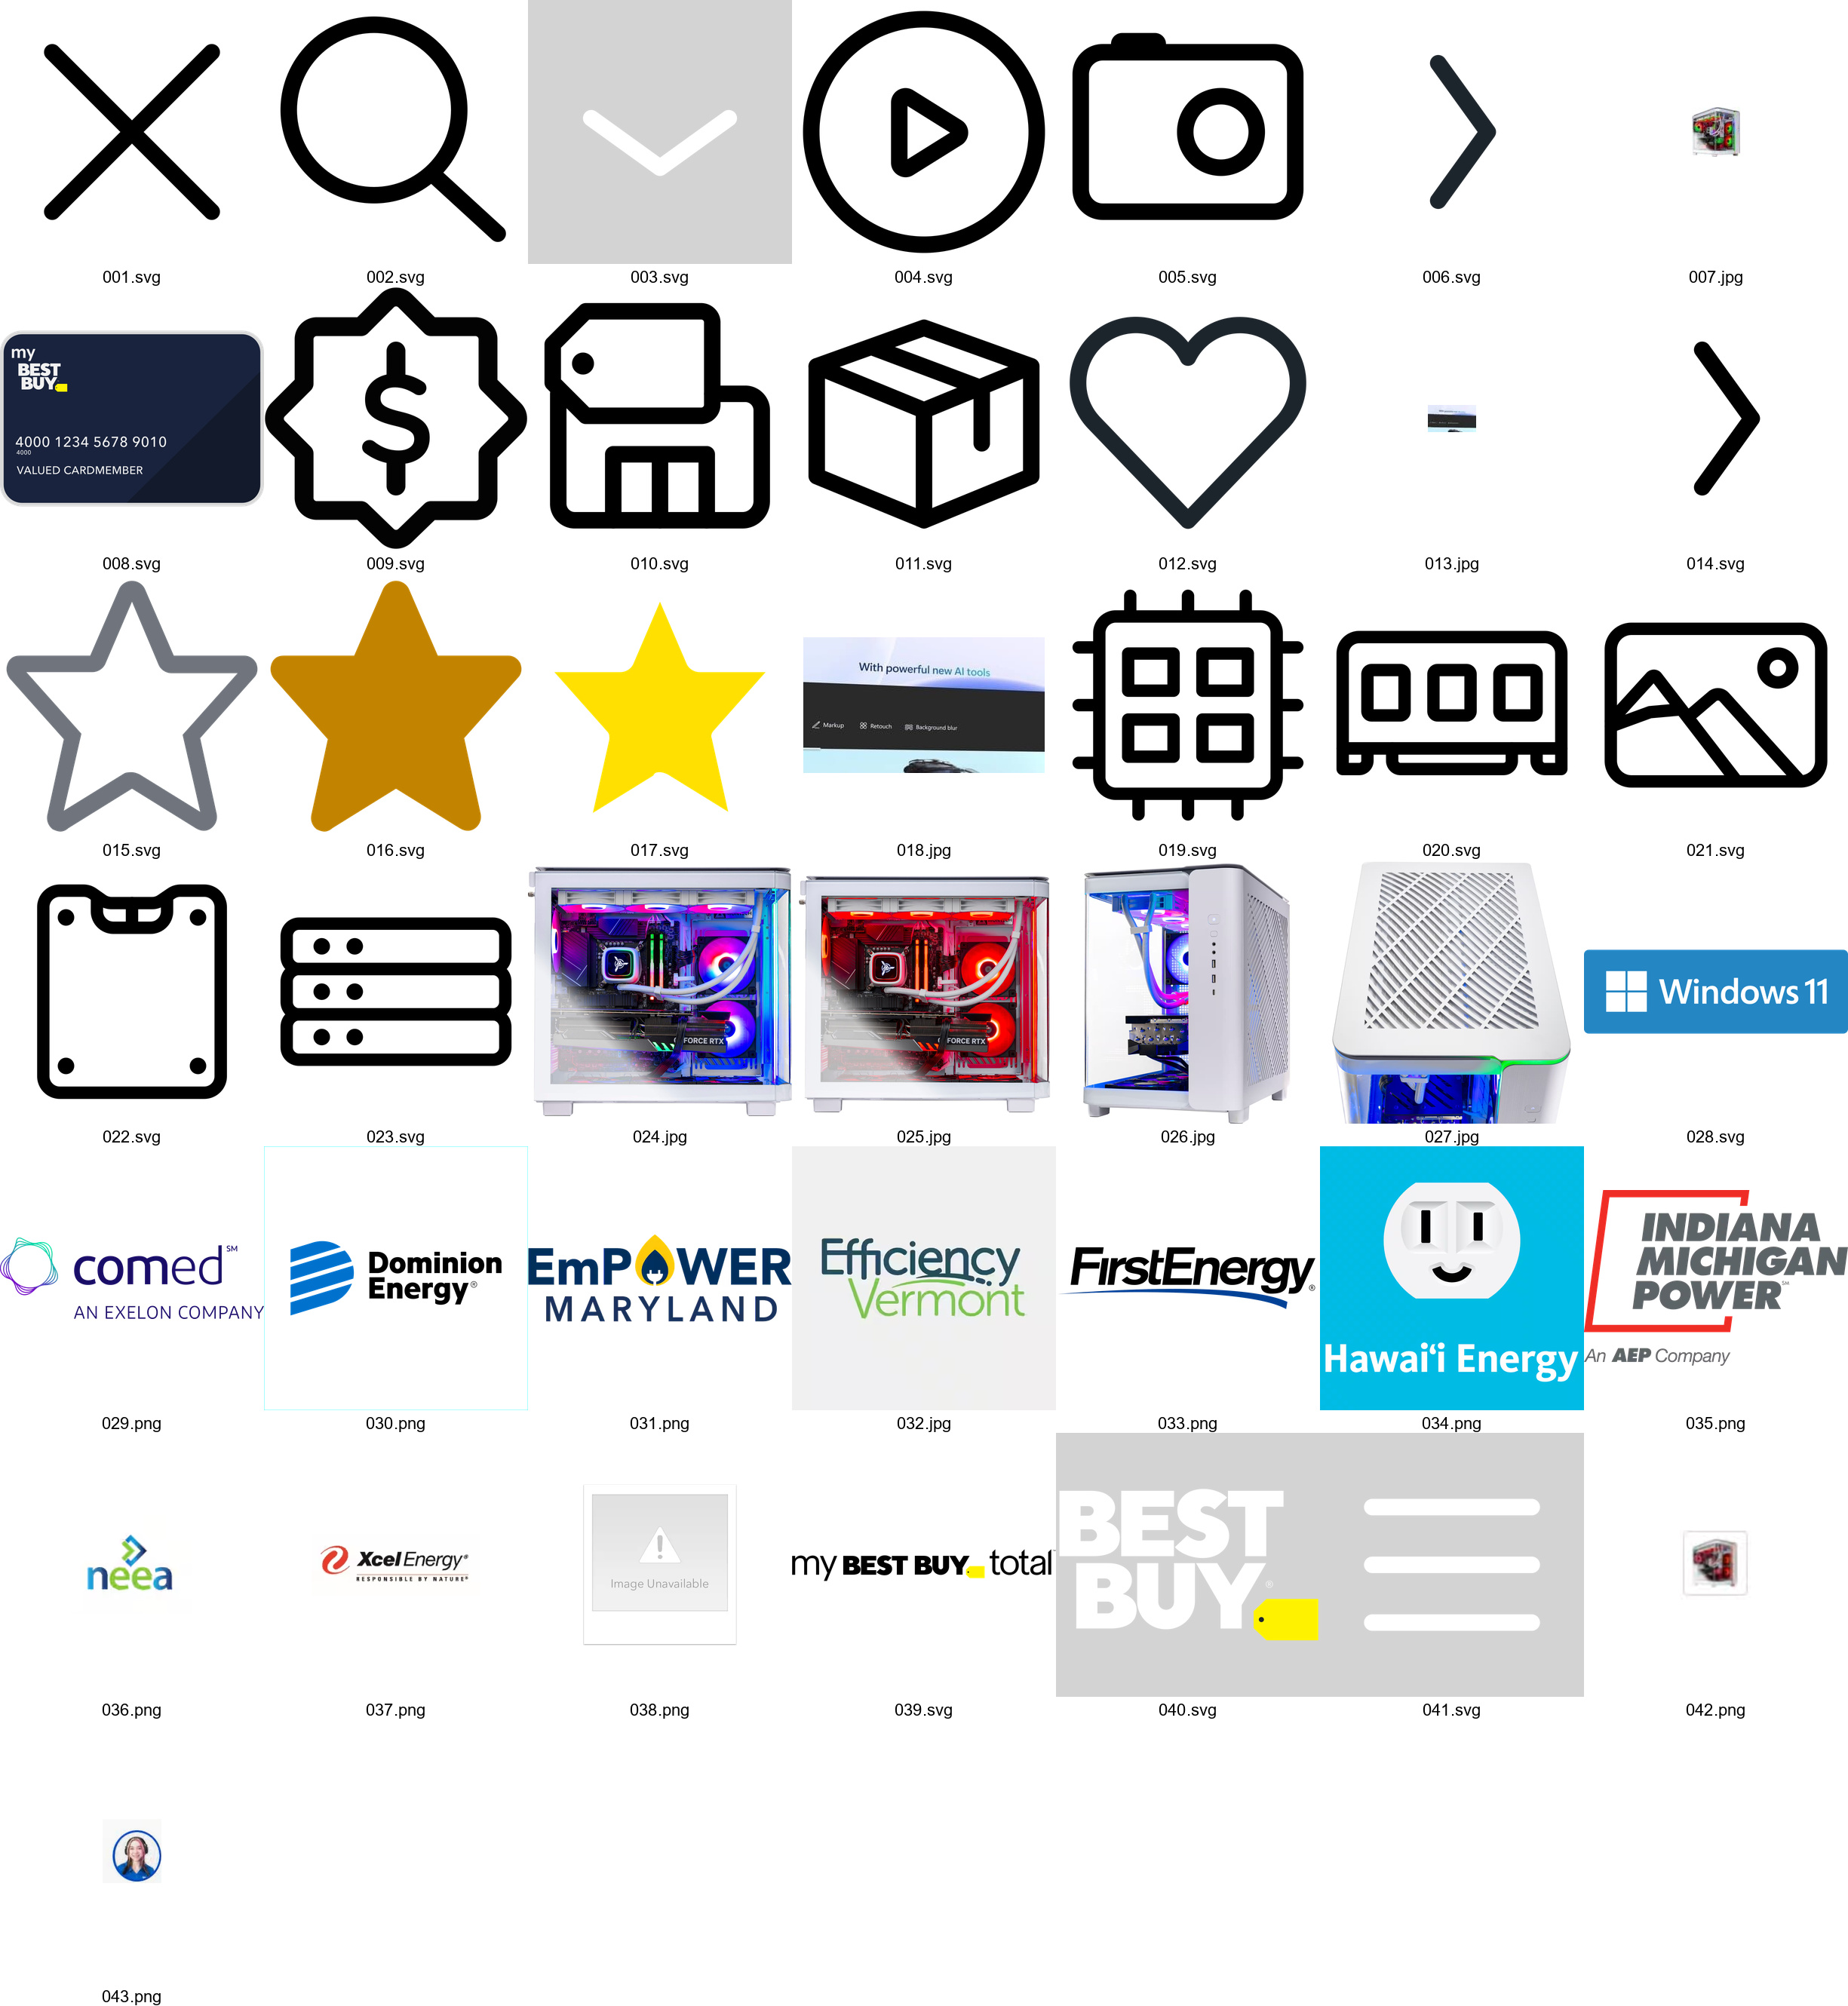 001.svg
002.svg
003.svg
004.svg
005.svg
006.svg
007.jpg
my
BEST
BUY
4000 1234 5678 9010
4000
VALUED CARDMEMBER
$
008.svg
009.svg
010.svg
011.svg
012.svg
013.jpg
014.svg
With powerful new AI tools
Markup Retouch Background blur
015.svg
016.svg
017.svg
018.jpg
019.svg
020.svg
021.svg
FORCE RTX
FORCE RTX
Windows 11
022.svg
023.svg
024.jpg
025.jpg
026.jpg
027.jpg
028.svg
comed℠
AN EXELON COMPANY
Dominion
Energy®
EmPOWER
MARYLAND
Efficiency
Vermont
FirstEnergy®
Hawai‘i Energy
INDIANA
MICHIGAN
POWER℠
An AEP Company
029.png
030.png
031.png
032.jpg
033.png
034.png
035.png
neea
XcelEnergy®
RESPONSIBLE BY NATURE®
Image Unavailable
my BEST BUY total
BEST
BUY®
036.png
037.png
038.png
039.svg
040.svg
041.svg
042.png
043.png